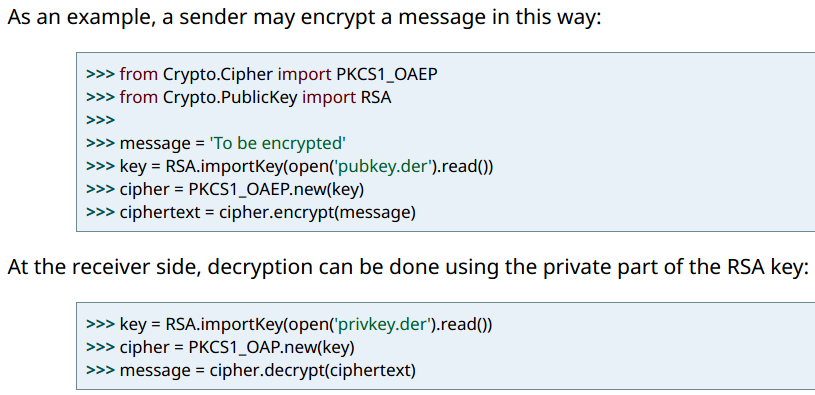 As an example, a sender may encrypt a message in this way:
>>> from Crypto.Cipher import PKCS1_OAEP
>>> from Crypto.PublicKey import RSA
>>>
>>> message = 'To be encrypted'
>>> key = RSA.importKey(open('pubkey.der').read())
>>> cipher = PKCS1_OAEP.new(key)
>>> ciphertext = cipher.encrypt(message)
At the receiver side, decryption can be done using the private part of the RSA key:
>>> key = RSA.importKey(open('privkey.der').read())
>>> cipher = PKCS1_OAP.new(key)
>>> message = cipher.decrypt(ciphertext)